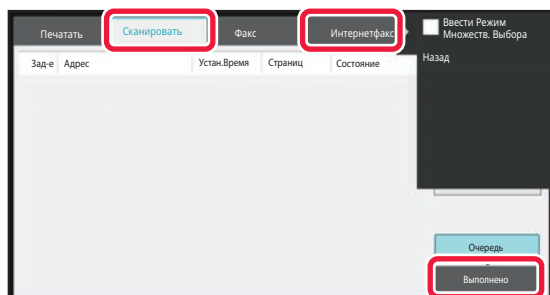 Печатать Сканировать Факс Интернетфакс
Ввести Режим
Множеств. Выбора
Назад
Зад-е Адрес Устан.Время Страниц Состояние
Очередь
Выполнено